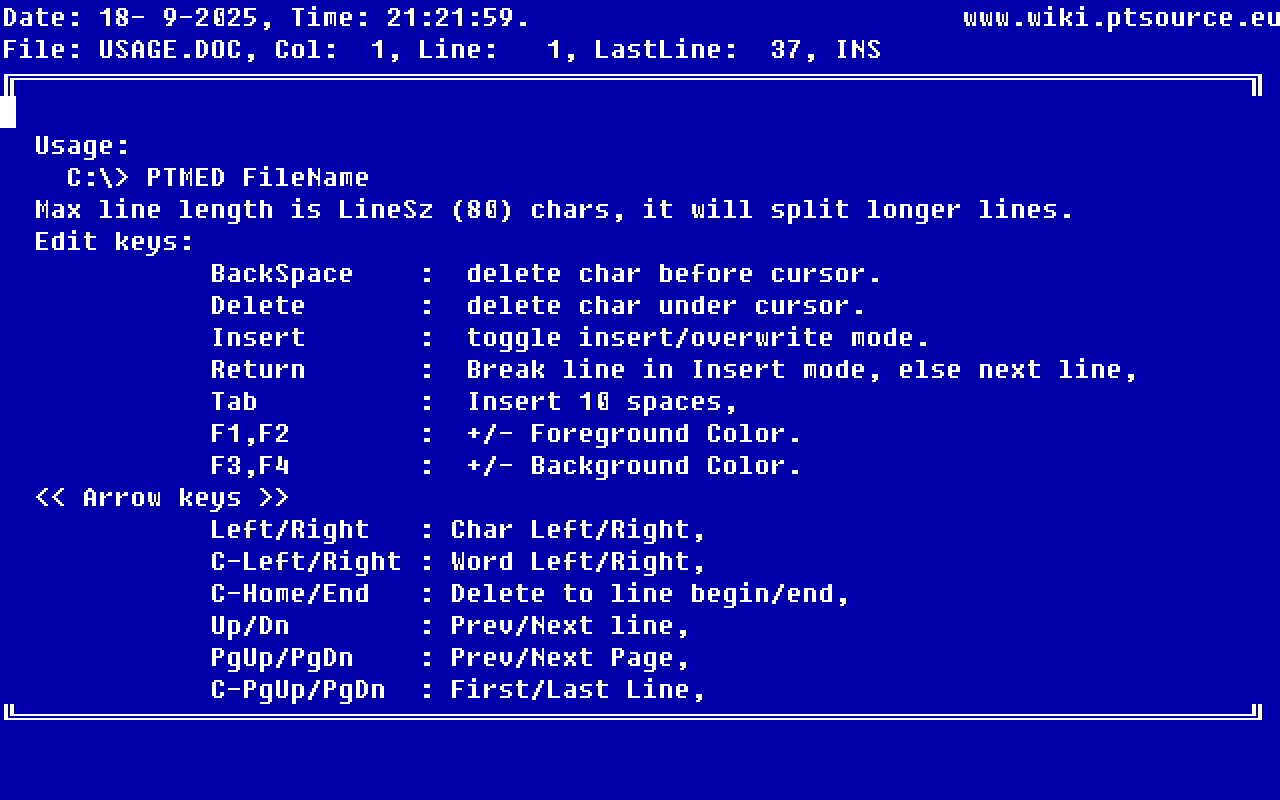 Date: 18- 9-2025, Time: 21:21:59. www.wiki.ptsource.eu
File: USAGE.DOC, Col:  1, Line:   1, LastLine:  37, INS
Usage:
C:\> PTMED FileName
Max line length is LineSz (80) chars, it will split longer lines.
Edit keys:
BackSpace    :  delete char before cursor.
Delete       :  delete char under cursor.
Insert       :  toggle insert/overwrite mode.
Return       :  Break line in Insert mode, else next line,
Tab          :  Insert 10 spaces,
F1,F2        :  +/- Foreground Color.
F3,F4        :  +/- Background Color.
<< Arrow keys >>
Left/Right   : Char Left/Right,
C-Left/Right : Word Left/Right,
C-Home/End   : Delete to line begin/end,
Up/Dn        : Prev/Next line,
PgUp/PgDn    : Prev/Next Page,
C-PgUp/PgDn  : First/Last Line,